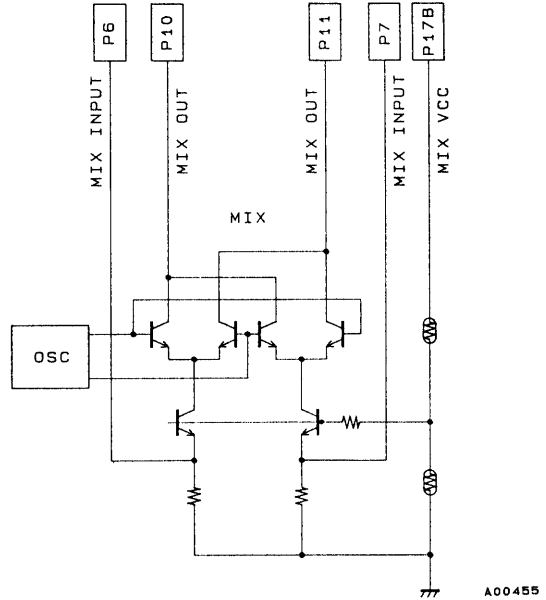 P6
P10
P11
P7
P17B
MIX INPUT
MIX OUT
MIX OUT
MIX INPUT
MIX VCC
MIX
OSC
A00455